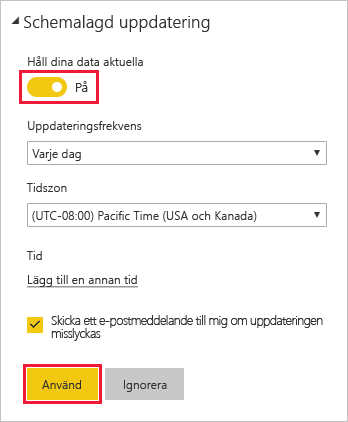 Schemalagd uppdatering
Håll dina data aktuella
På
Uppdateringsfrekvens
Varje dag
Tidszon
(UTC-08:00) Pacific Time (USA och Kanada)
Tid
Lägg till en annan tid
Skicka ett e-postmeddelande till mig om uppdateringen
misslyckas
Använd
Ignorera